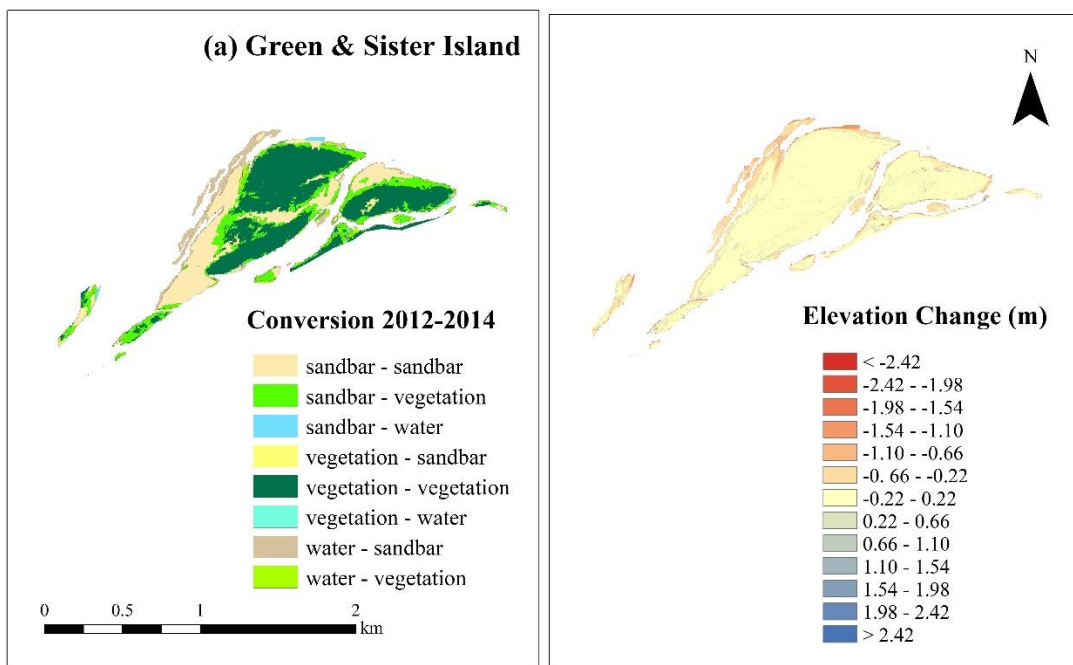 (a) Green & Sister Island
Conversion 2012-2014
sandbar - sandbar
sandbar - vegetation
sandbar - water
vegetation - sandbar
vegetation - vegetation
vegetation - water
water - sandbar
water - vegetation
0 0.5 1 2
km
N
Elevation Change (m)
< -2.42
-2.42 - -1.98
-1.98 - -1.54
-1.54 - -1.10
-1.10 - -0.66
-0. 66 - -0.22
-0.22 - 0.22
0.22 - 0.66
0.66 - 1.10
1.10 - 1.54
1.54 - 1.98
1.98 - 2.42
> 2.42